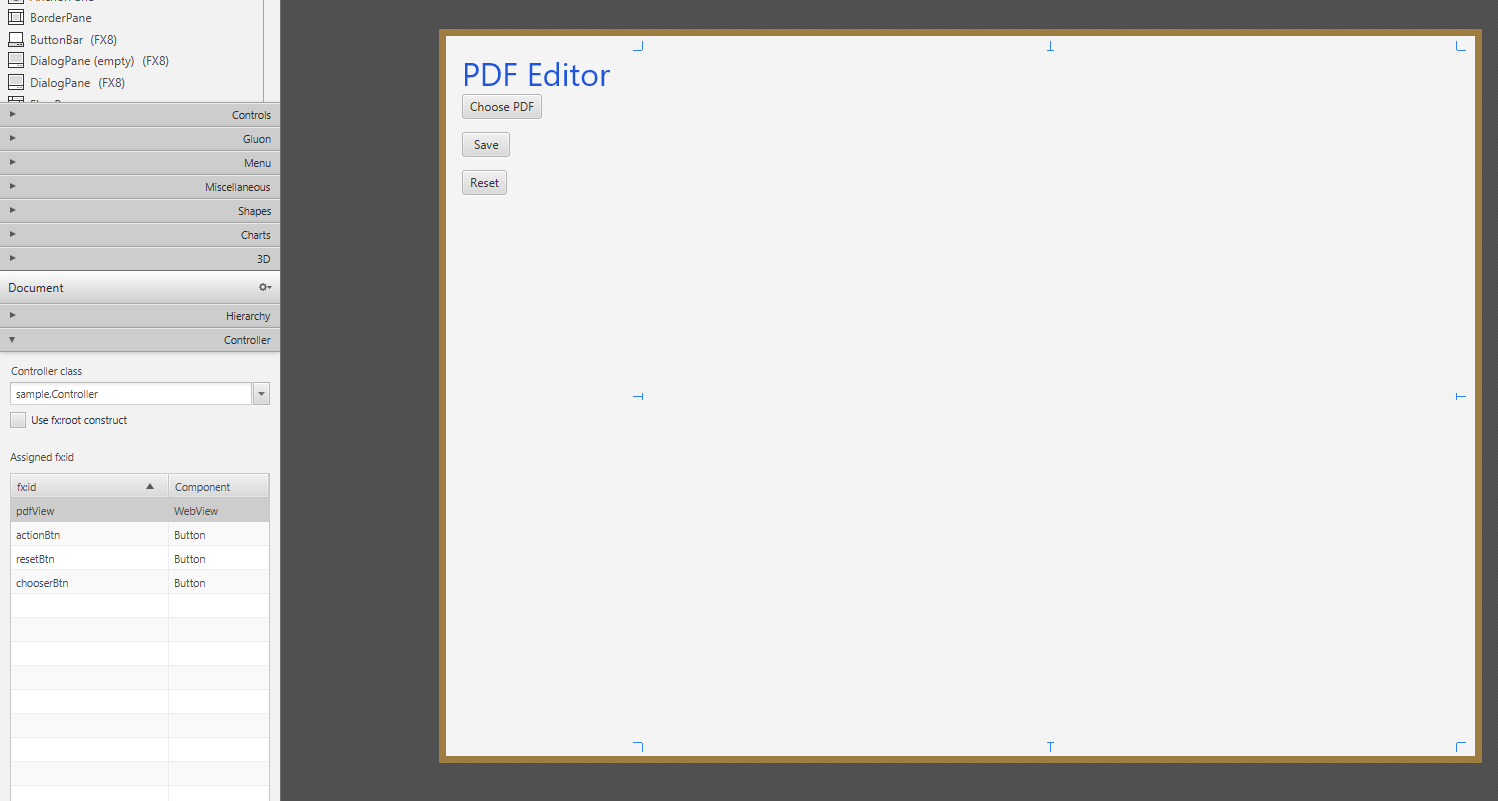 BorderPane
ButtonBar (FX8)
DialogPane (empty) (FX8)
DialogPane (FX8)
Controls
Gluon
Menu
Miscellaneous
Shapes
Charts
3D
Document
Hierarchy
Controller
Controller class
sample.Controller
Use fx:root construct
Assigned fx:id
fx:id Component
pdfView WebView
actionBtn Button
resetBtn Button
chooserBtn Button
PDF Editor
Choose PDF
Save
Reset